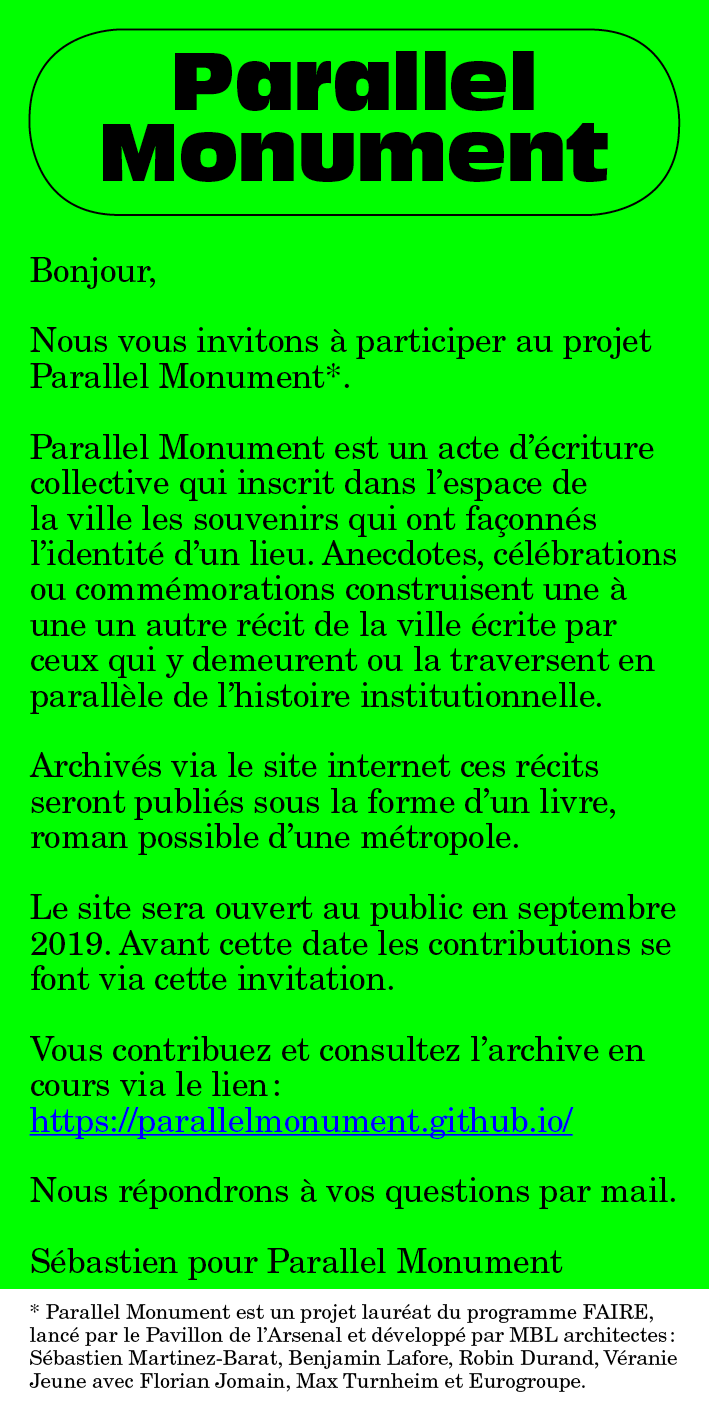 Parallel
Monument
Bonjour,
Nous vous invitons à participer au projet
Parallel Monument*.
Parallel Monument est un acte d’écriture
collective qui inscrit dans l’espace de
la ville les souvenirs qui ont façonnés
l’identité d’un lieu. Anecdotes, célébrations
ou commémorations construisent une à
une un autre récit de la ville écrite par
ceux qui y demeurent ou la traversent en
parallèle de l’histoire institutionnelle.
Archivés via le site internet ces récits
seront publiés sous la forme d’un livre,
roman possible d’une métropole.
Le site sera ouvert au public en septembre
2019. Avant cette date les contributions se
font via cette invitation.
Vous contribuez et consultez l’archive en
cours via le lien :
https://parallelmonument.github.io/
Nous répondrons à vos questions par mail.
Sébastien pour Parallel Monument
* Parallel Monument est un projet lauréat du programme FAIRE,
lancé par le Pavillon de l’Arsenal et développé par MBL architectes :
Sébastien Martinez-Barat, Benjamin Lafore, Robin Durand, Véranie
Jeune avec Florian Jomain, Max Turnheim et Eurogroupe.